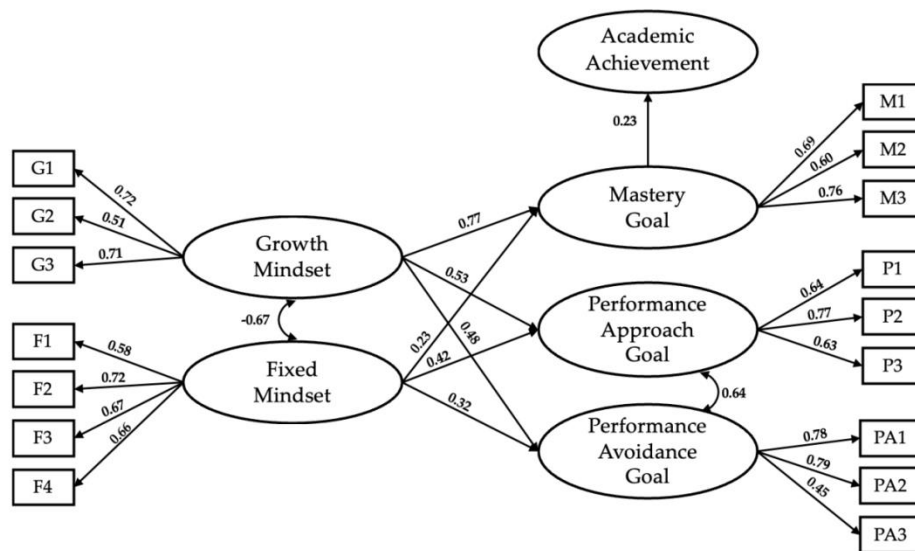 Academic
Achievement
0.23
M1
M2
M3
0.69
0.60
0.76
Mastery
Goal
G1
G2
G3
0.72
0.51
0.71
Growth
Mindset
0.77
0.53
0.48
-0.67
0.23
0.42
0.32
F1
F2
F3
F4
0.58
0.72
0.67
0.66
Fixed
Mindset
Performance
Approach
Goal
0.64
0.77
0.63
P1
P2
P3
0.64
Performance
Avoidance
Goal
0.78
0.79
0.45
PA1
PA2
PA3